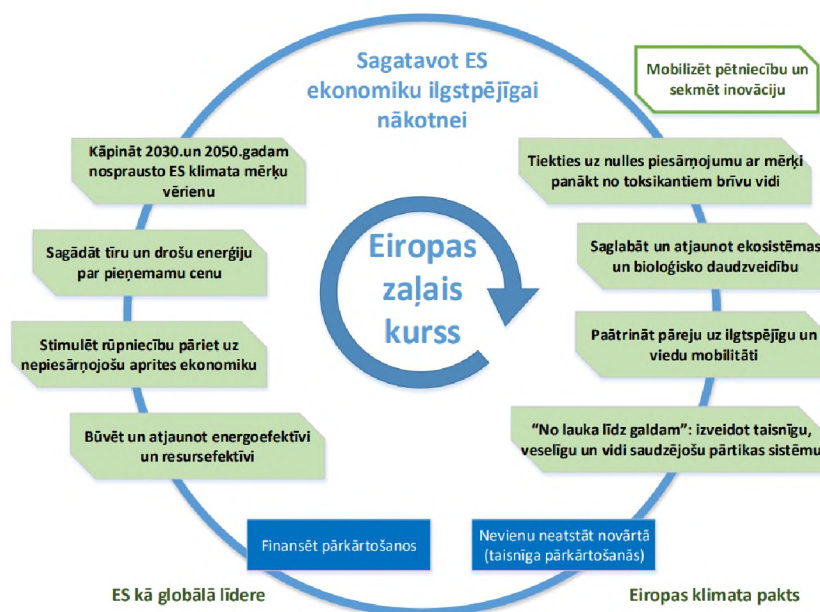 Sagatavot ES
ekonomiku ilgstpējīgai
nākotnei
Mobilizēt pētniecību un
sekmēt inovāciju
Kāpināt 2030.un 2050.gadam
nosprausto ES klimata mērķu
vērienu
Sagādāt tīru un drošu enerģiju
par pieņemamu cenu
Stimulēt rūpniecību pāriet uz
nepiesārņojošu aprites ekonomiku
Būvēt un atjaunot energoefektīvi
un resursefektīvi
Eiropas
zaļais
kurss
Tiekties uz nulles piesārņojumu ar mērķi
panākt no toksikantiem brīvu vidi
Saglabāt un atjaunot ekosistēmas
un bioloģisko daudzveidību
Paātrināt pāreju uz ilgtspējīgu un
viedu mobilitāti
“No lauka līdz galdam”: izveidot taisnīgu,
veselīgu un vidi saudzējošu pārtikas sistēmu
Finansēt pārkārtošanos
Nevienu neatstāt novārtā
(taisnīga pārkārtošanās)
ES kā globālā līdere
Eiropas klimata pakts